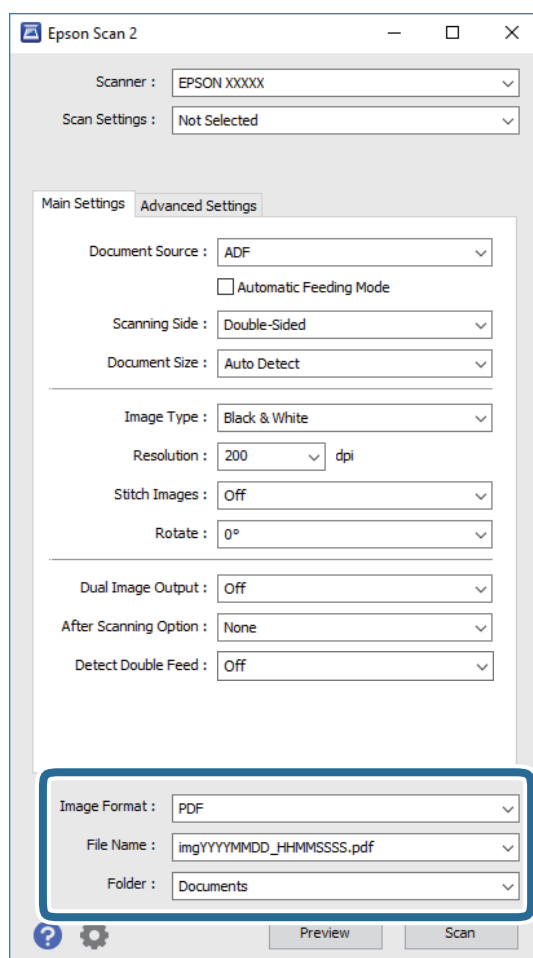 Epson Scan 2
Scanner : EPSON XXXXX
Scan Settings : Not Selected
Main Settings Advanced Settings
Document Source : ADF
Automatic Feeding Mode
Scanning Side : Double-Sided
Document Size : Auto Detect
Image Type : Black & White
Resolution : 200 dpi
Stitch Images : Off
Rotate : 0°
Dual Image Output : Off
After Scanning Option : None
Detect Double Feed : Off
Image Format : PDF
File Name : imgYYYYMMDD_HHMMSSSS.pdf
Folder : Documents
? Preview Scan